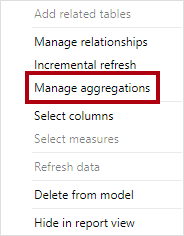 Add related tables
Manage relationships
Incremental refresh
Manage aggregations
Select columns
Select measures
Refresh data
Delete from model
Hide in report view